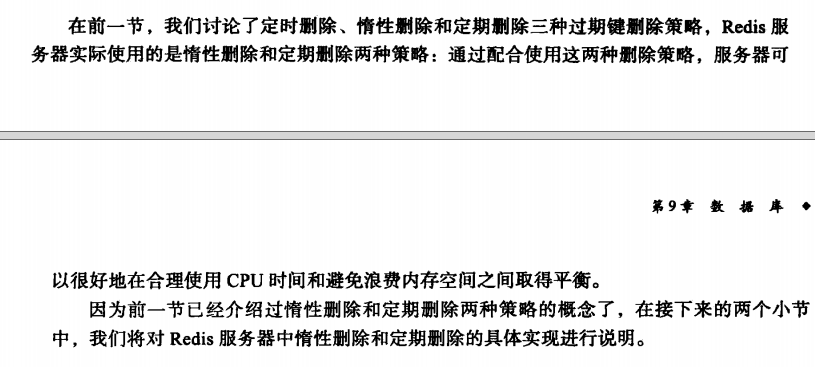 在前一节，我们讨论了定时删除、惰性删除和定期删除三种过期键删除策略，Redis 服
务器实际使用的是惰性删除和定期删除两种策略：通过配合使用这两种删除策略，服务器可
第9章 数 据 库 ◆
以很好地在合理使用 CPU 时间和避免浪费内存空间之间取得平衡。
因为前一节已经介绍过惰性删除和定期删除两种策略的概念了，在接下来的两个小节
中，我们将对 Redis 服务器中惰性删除和定期删除的具体实现进行说明。